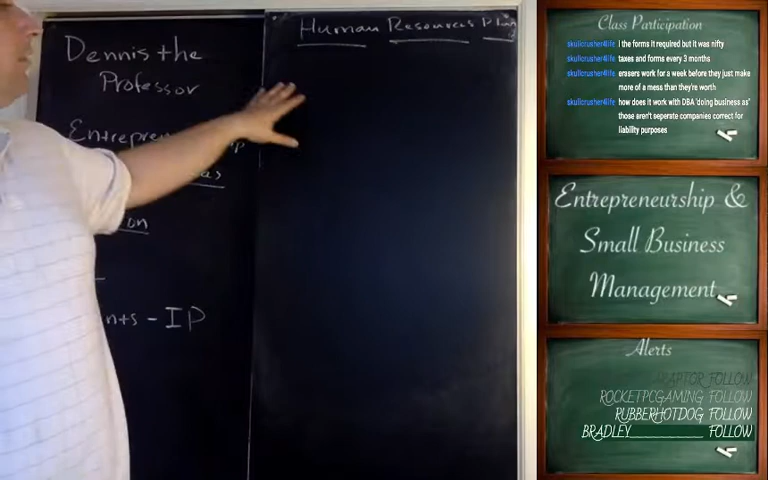 Human Resources Plan
Dennis the
Professor
Entrepren
on
nts - IP
Class Participation
skullcrusher4life I the forms it required but it was nifty
skullcrusher4life taxes and forms every 3 months
skullcrusher4life erasers work for a week before they just make
more of a mess than they're worth
skullcrusher4life how does it work with DBA 'doing business as"
those aren't seperate companies correct for
liability purposes
Entrepreneurship &
Small Business
Management
Alerts
RAPTOR FOLLOW
ROCKETPCGAMING FOLLOW
RUBBERHOTDOG FOLLOW
BRADLEY__________ FOLLOW